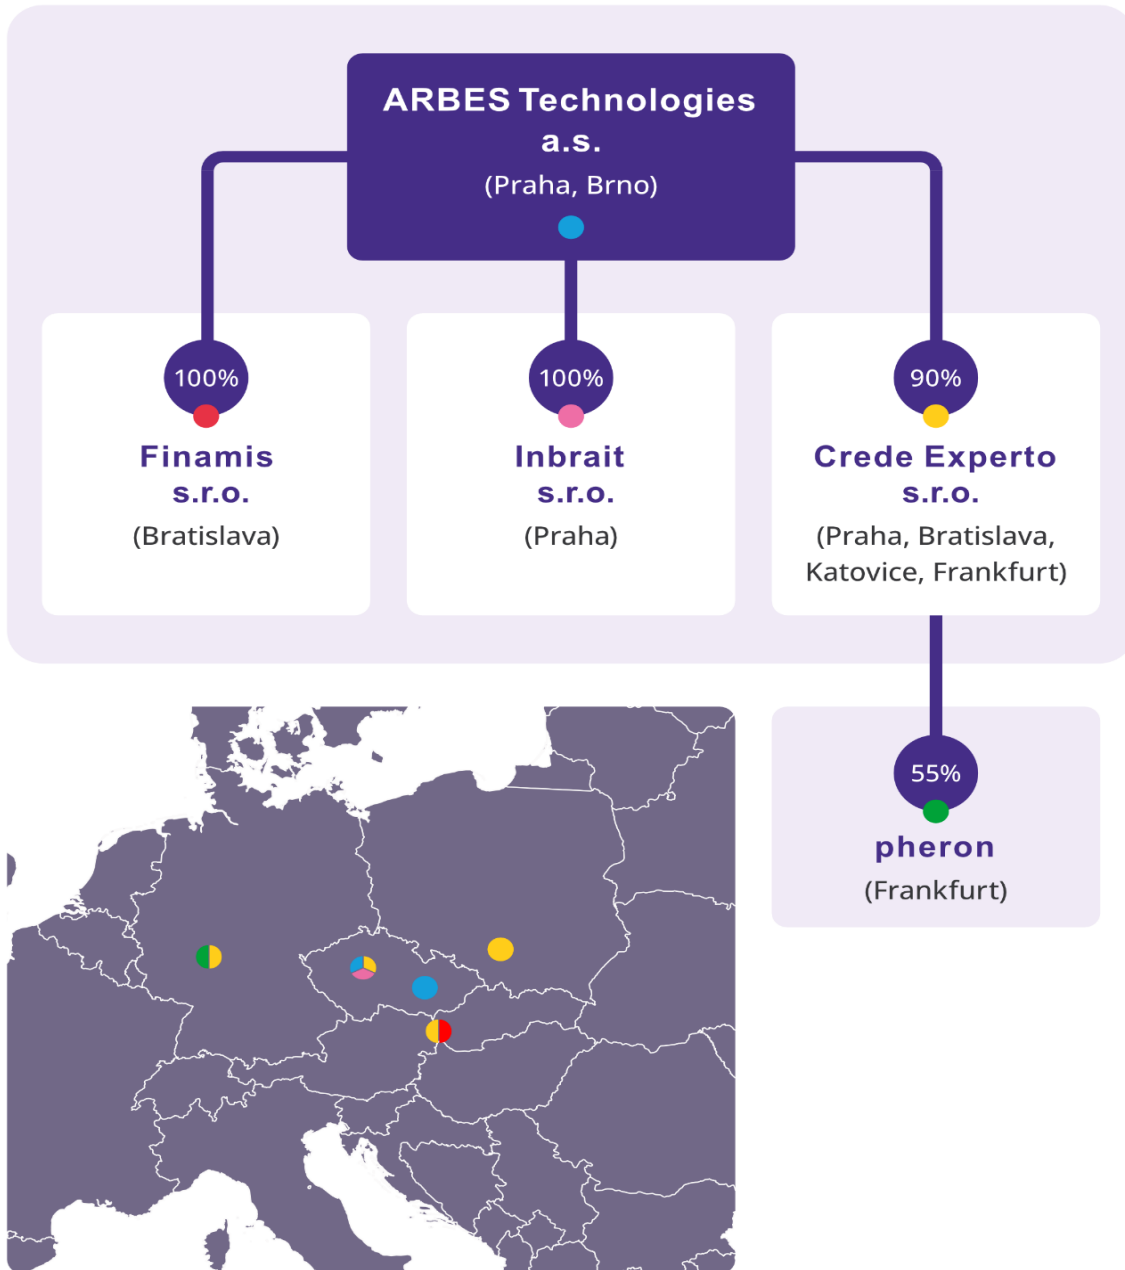 ARBES Technologies
a.s.
(Praha, Brno)
100%
Finamis
s.r.o.
(Bratislava)
100%
Inbrait
s.r.o.
(Praha)
90%
Crede Experto
s.r.o.
(Praha, Bratislava,
Katovice, Frankfurt)
55%
pheron
(Frankfurt)